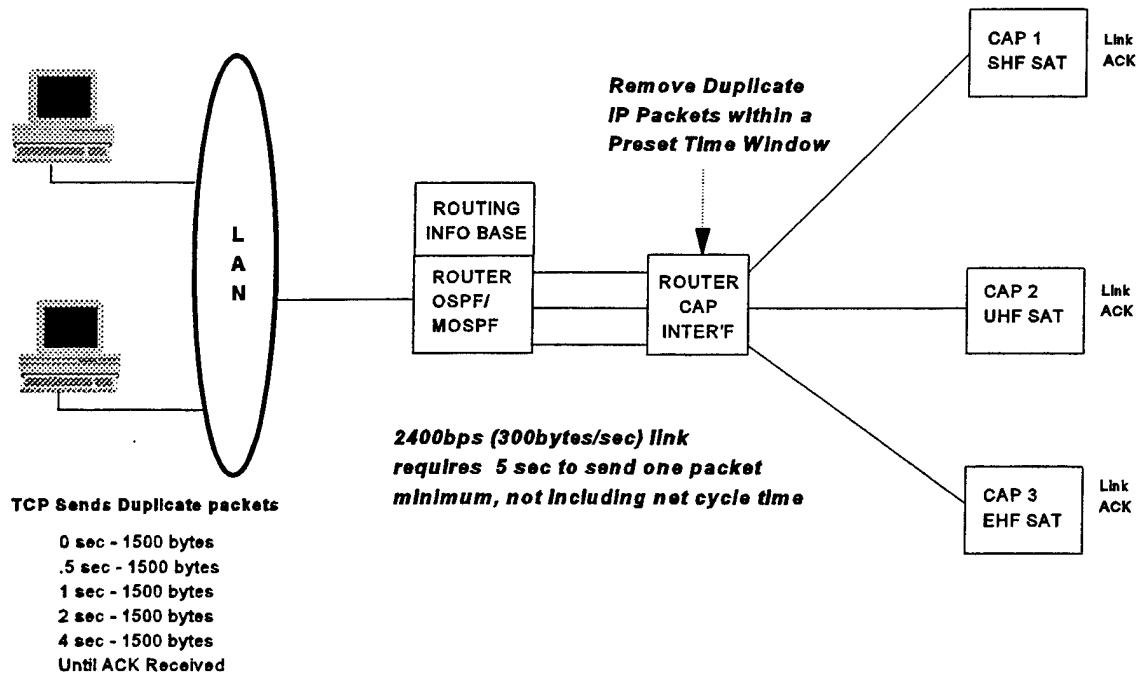 CAP 1
SHF SAT
Link
ACK
Remove Duplicate
IP Packets within a
Preset Time Window
ROUTING
INFO BASE
ROUTER
OSPF/
MOSPF
L
A
N
ROUTER
CAP
INTER'F
CAP 2
UHF SAT
Link
ACK
2400bps (300bytes/sec) link
requires 5 sec to send one packet
minimum, not including net cycle time
CAP 3
EHF SAT
Link
ACK
TCP Sends Duplicate packets
0 sec - 1500 bytes
.5 sec - 1500 bytes
1 sec - 1500 bytes
2 sec - 1500 bytes
4 sec - 1500 bytes
Until ACK Received